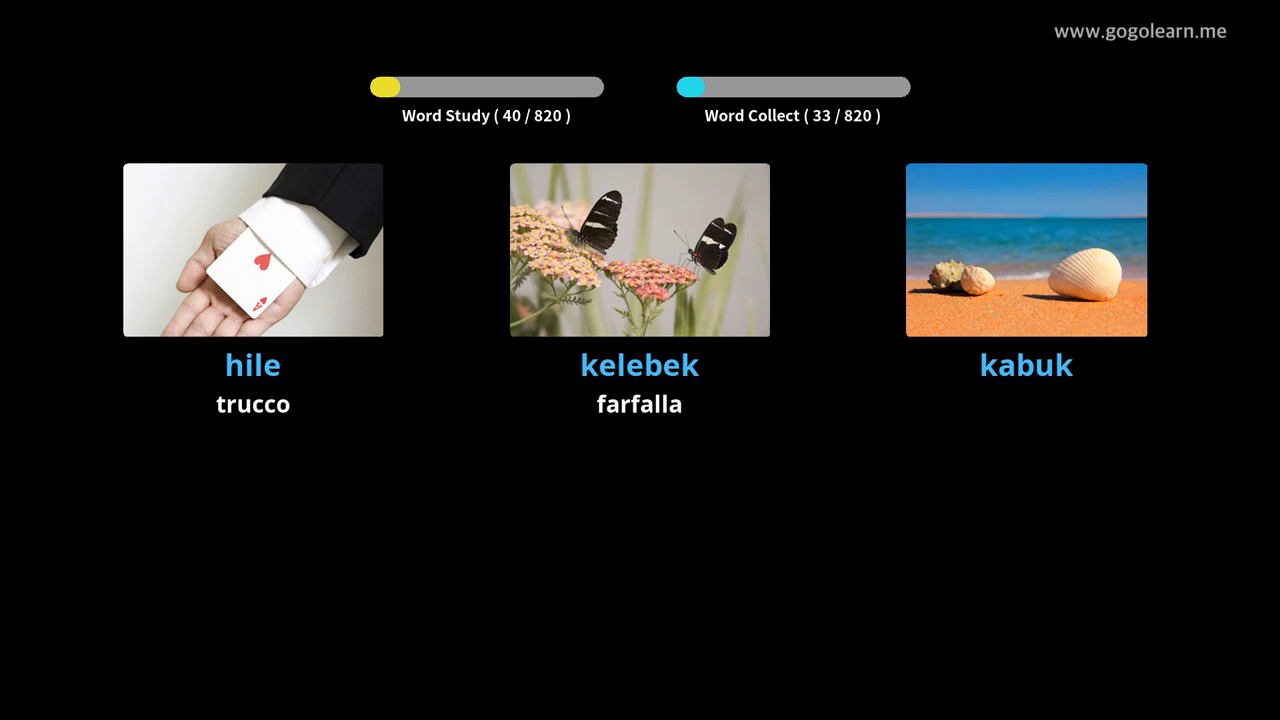 www.gogolearn.me
Word Study ( 40 / 820 )
Word Collect ( 33 / 820 )
A
hile
kelebek
kabuk
trucco
farfalla